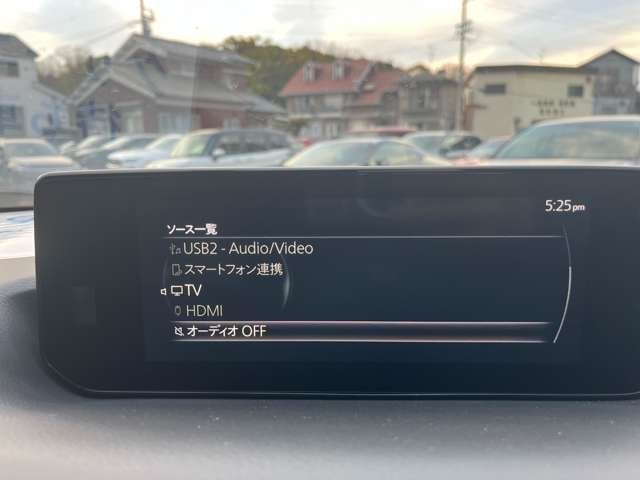 5:25pm
ソース一覧
USB2 - Audio/Video
スマートフォン連携
TV
HDMI
オーディオ OFF